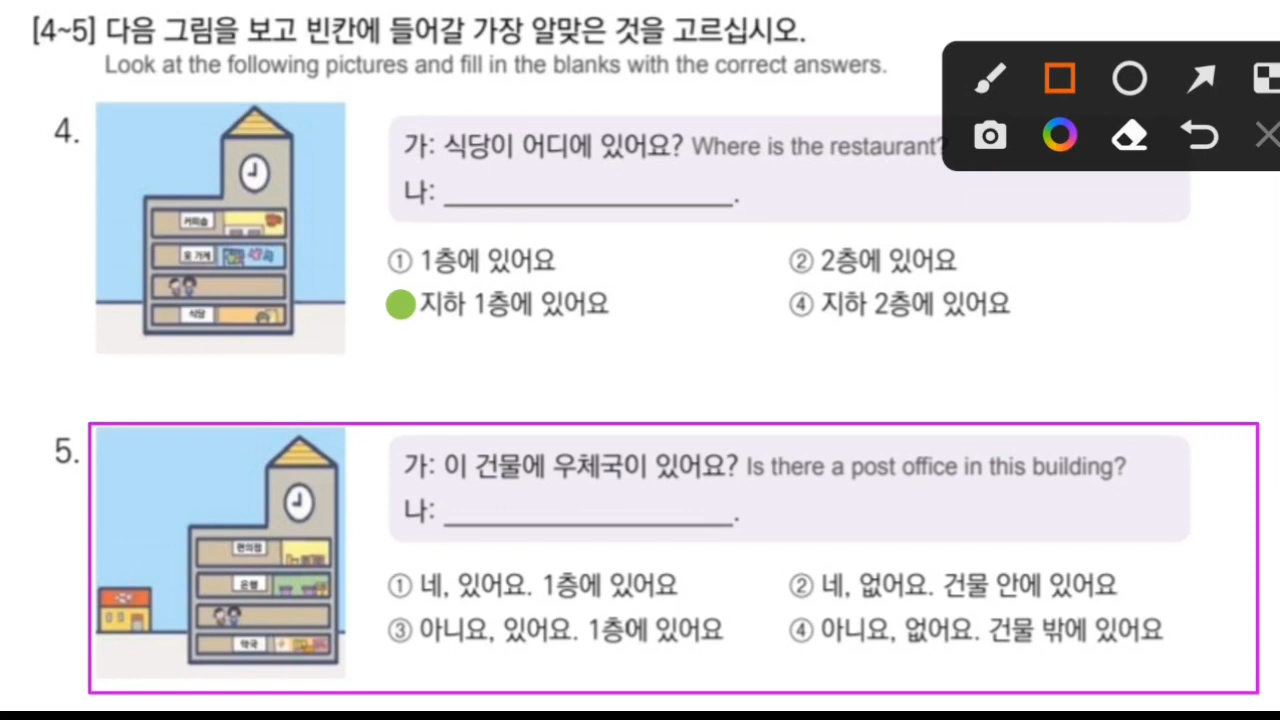 [4~5] 다음 그림을 보고 빈칸에 들어갈 가장 알맞은 것을 고르십시오.
Look at the following pictures and fill in the blanks with the correct answers.
4.
커피숍
옷 가게
식당
가: 식당이 어디에 있어요? Where is the restaurant?
나: ____________________.
① 1층에 있어요
② 2층에 있어요
지하 1층에 있어요
④ 지하 2층에 있어요
5.
편의점
은행
약국
가: 이 건물에 우체국이 있어요? Is there a post office in this building?
나: ____________________.
① 네, 있어요. 1층에 있어요
② 네, 없어요. 건물 안에 있어요
③ 아니요, 있어요. 1층에 있어요
④ 아니요, 없어요. 건물 밖에 있어요